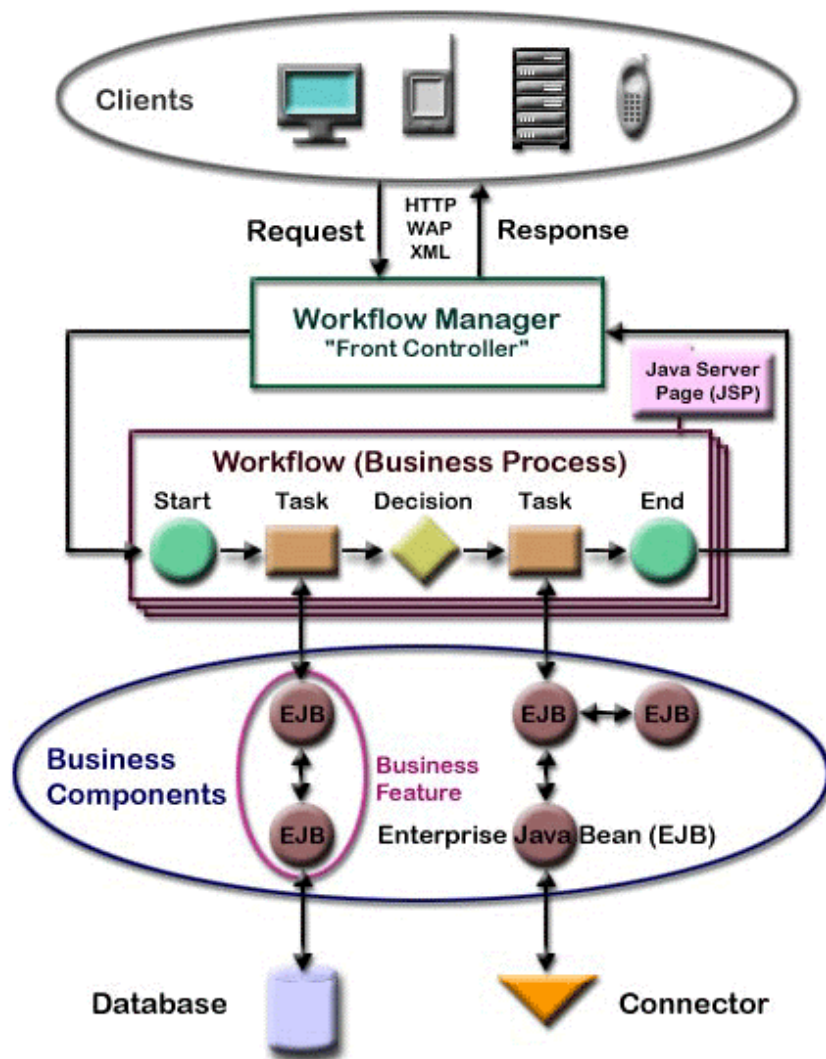 Clients
Request
HTTP
WAP
XML
Response
Workflow Manager
"Front Controller"
Java Server
Page (JSP)
Workflow (Business Process)
Start Task Decision Task End
EJB
EJB
EJB
Business
Components
Business
Feature
EJB
Enterprise Java Bean (EJB)
Database
Connector